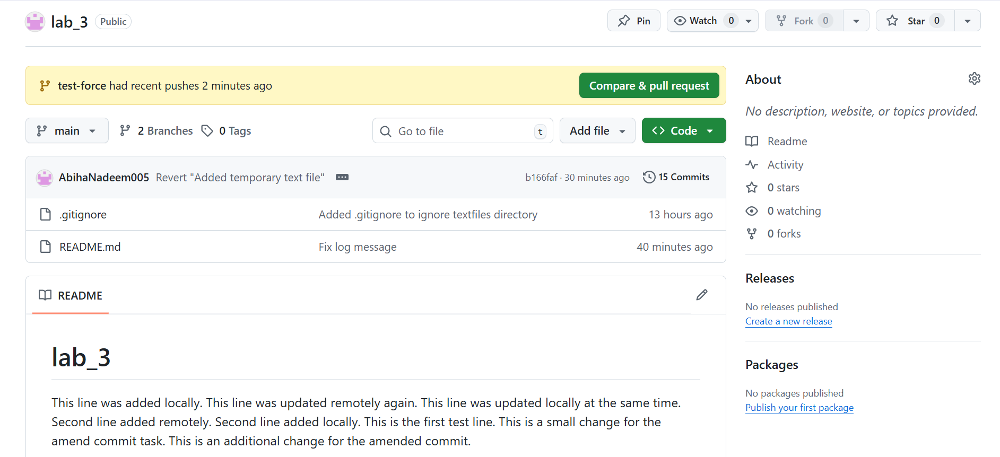 lab_3 Public Pin Watch 0 Fork 0 Star 0
test-force had recent pushes 2 minutes ago Compare & pull request
main 2 Branches 0 Tags Go to file t Add file Code
AbihaNadeem005 Revert "Added temporary text file" b166faf · 30 minutes ago 15 Commits
.gitignore Added .gitignore to ignore textfiles directory 13 hours ago
README.md Fix log message 40 minutes ago
README
lab_3
This line was added locally. This line was updated remotely again. This line was updated locally at the same time.
Second line added remotely. Second line added locally. This is the first test line. This is a small change for the
amend commit task. This is an additional change for the amended commit.
About
No description, website, or topics provided.
Readme
Activity
0 stars
0 watching
0 forks
Releases
No releases published
Create a new release
Packages
No packages published
Publish your first package